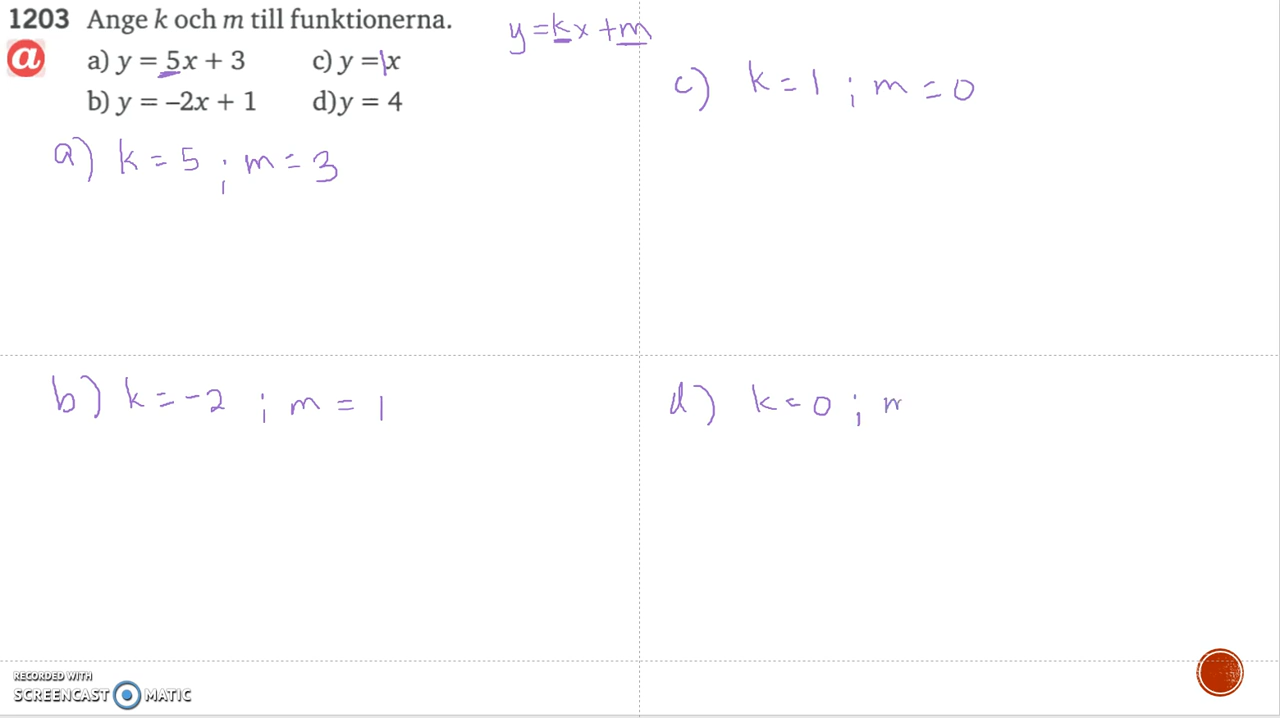 1203 Ange k och m till funktionerna.
y = kx + m
a
a) y = 5x + 3
c) y = 1x
b) y = –2x + 1
d) y = 4
a) k = 5 ; m = 3
c) k = 1 ; m = 0
b) k = -2 ; m = 1
d) k = 0 ; m
RECORDED WITH
SCREENCAST MATIC